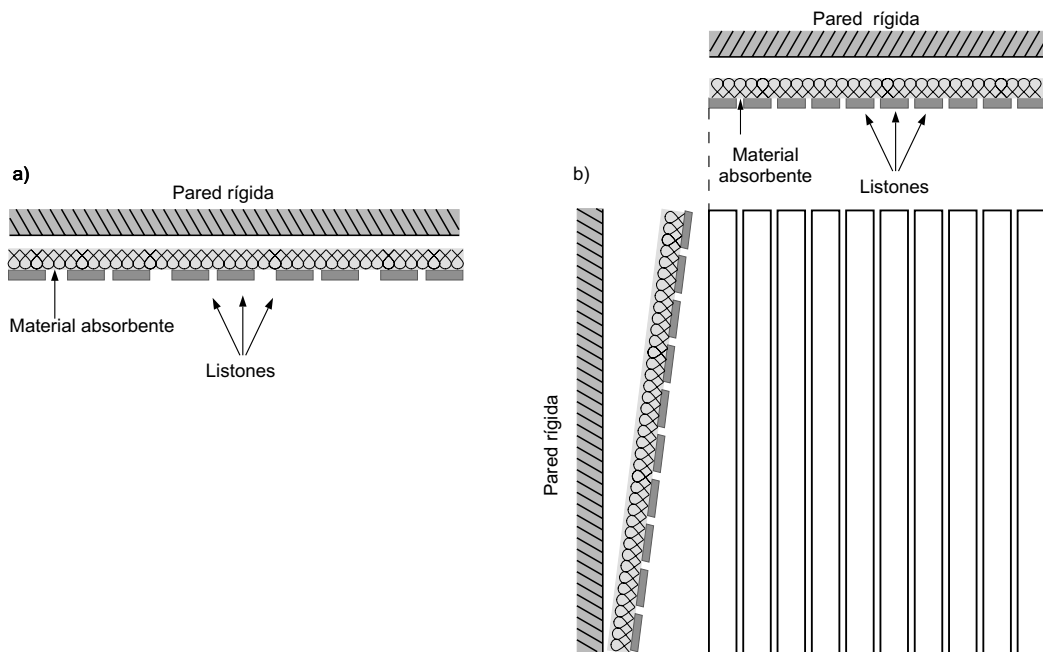 a)
Pared rígida
Material absorbente
Listones
b)
Pared rígida
Material
absorbente
Listones
Pared rígida